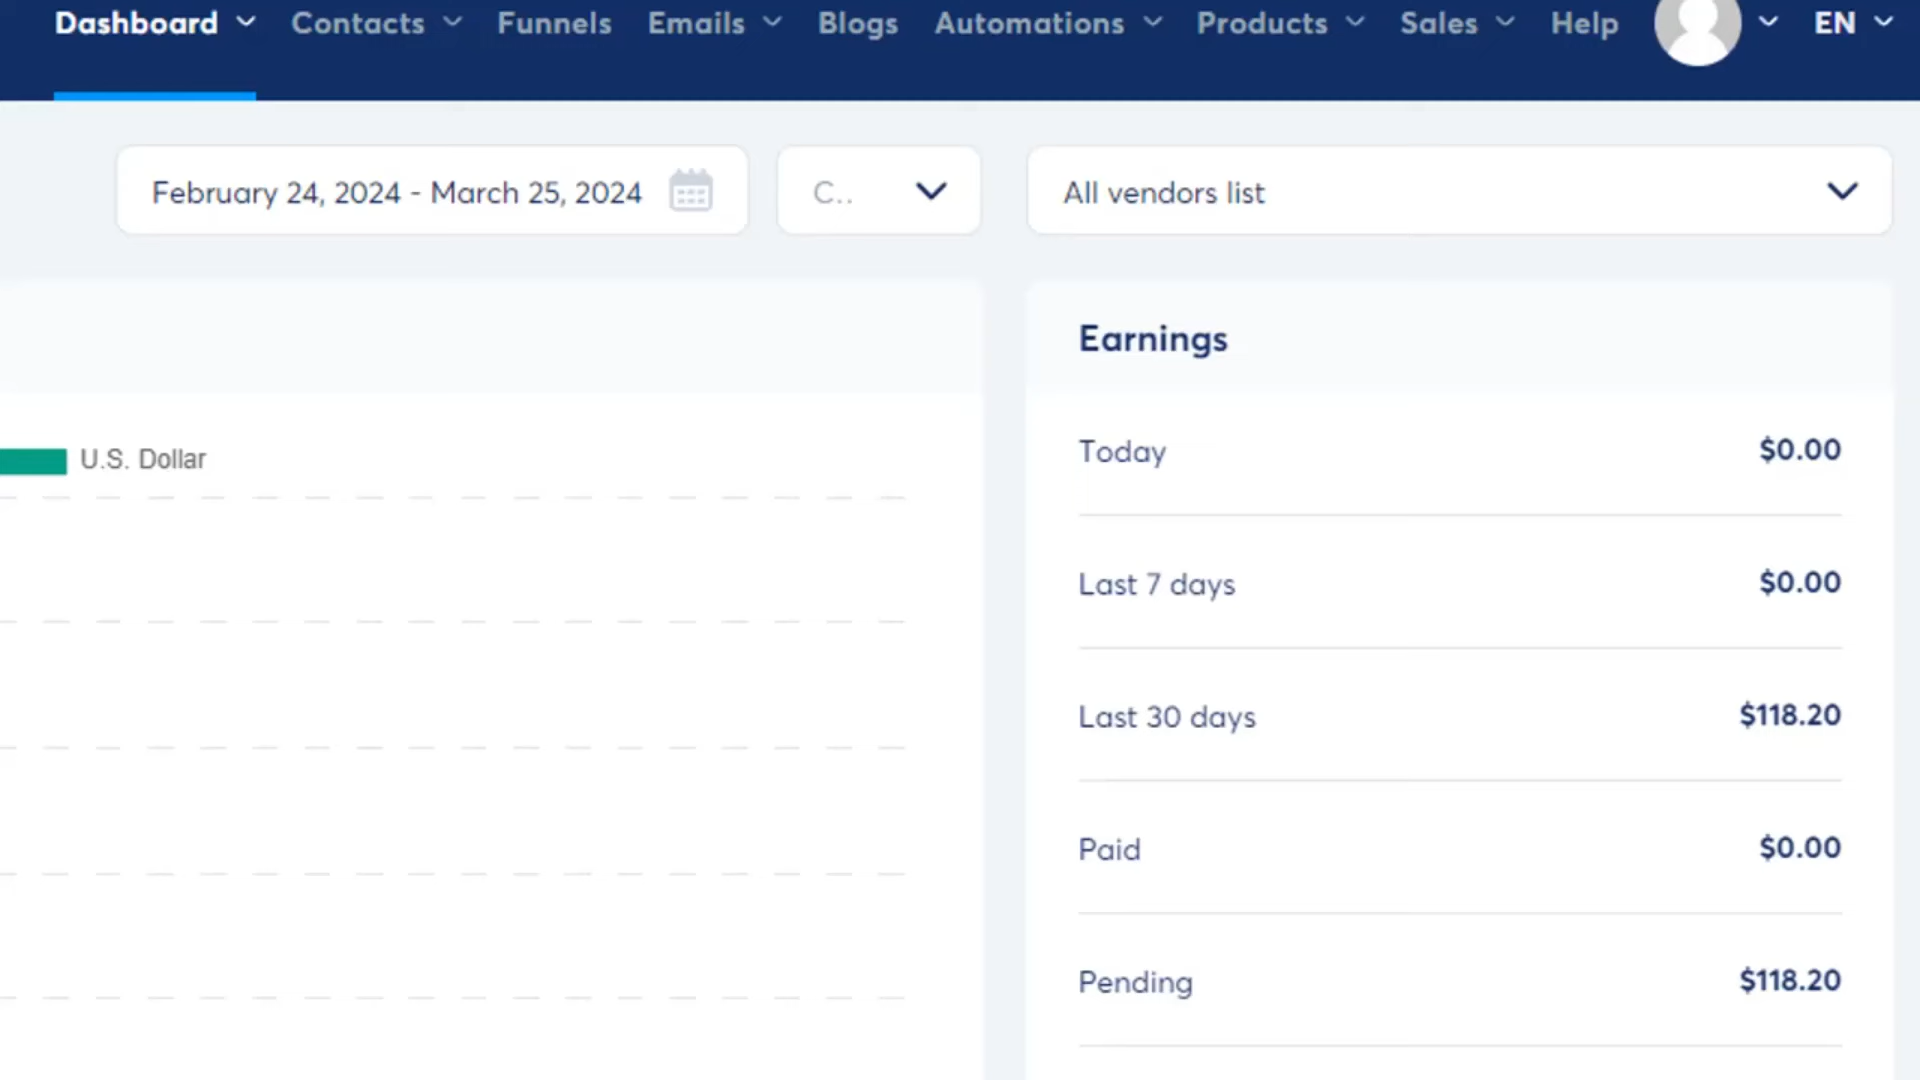 Dashboard Contacts Funnels Emails Blogs Automations Products Sales Help EN
February 24, 2024 - March 25, 2024 C.. All vendors list
Earnings
U.S. Dollar
Today $0.00
Last 7 days $0.00
Last 30 days $118.20
Paid $0.00
Pending $118.20